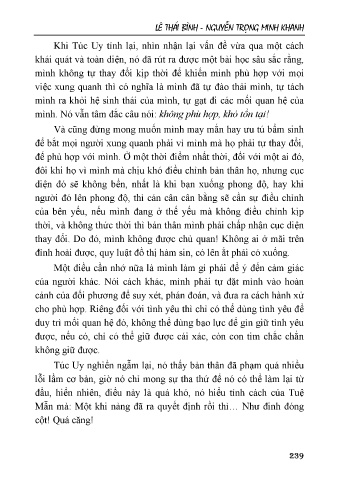 LÊ THÁI BÌNH - NGUYỄN TRỌNG MINH KHANH
Khi Túc Uy tỉnh lại, nhìn nhận lại vấn đề vừa qua một cách
khái quát và toàn diện, nó đã rút ra được một bài học sâu sắc rằng,
mình không tự thay đổi kịp thời để khiến mình phù hợp với mọi
việc xung quanh thì có nghĩa là mình đã tự đào thải mình, tự tách
mình ra khỏi hệ sinh thái của mình, tự gạt đi các mối quan hệ của
mình. Nó vẫn tâm đắc câu nói: không phù hợp, khó tồn tại!
Và cũng đừng mong muốn mình may mắn hay ưu tú bẩm sinh
để bắt mọi người xung quanh phải vì mình mà họ phải tự thay đổi,
để phù hợp với mình. Ở một thời điểm nhất thời, đối với một ai đó,
đôi khi họ vì mình mà chịu khó điều chỉnh bản thân họ, nhưng cục
diện đó sẽ không bền, nhất là khi bạn xuống phong độ, hay khi
người đó lên phong độ, thì cán cân cân bằng sẽ cần sự điều chỉnh
của bên yếu, nếu mình đang ở thế yếu mà không điều chỉnh kịp
thời, và không thức thời thì bản thân mình phải chấp nhận cục diện
thay đổi. Do đó, mình không được chủ quan! Không ai ở mãi trên
đỉnh hoài được, quy luật đồ thị hàm sin, có lên ắt phải có xuống.
Một điều cần nhớ nữa là mình làm gì phải để ý đến cảm giác
của người khác. Nói cách khác, mình phải tự đặt mình vào hoàn
cảnh của đối phương để suy xét, phán đoán, và đưa ra cách hành xử
cho phù hợp. Riêng đối với tình yêu thì chỉ có thể dùng tình yêu để
duy trì mối quan hệ đó, không thể dùng bạo lực để gìn giữ tình yêu
được, nếu có, chỉ có thể giữ được cái xác, còn con tim chắc chắn
không giữ được.
Túc Uy nghiền ngẫm lại, nó thấy bản thân đã phạm quá nhiều
lỗi lầm cơ bản, giờ nó chỉ mong sự tha thứ để nó có thể làm lại từ
đầu, hiển nhiên, điều này là quá khó, nó hiểu tính cách của Tuệ
Mẫn mà: Một khi nàng đã ra quyết định rồi thì… Như đinh đóng
cột! Quá căng!
239